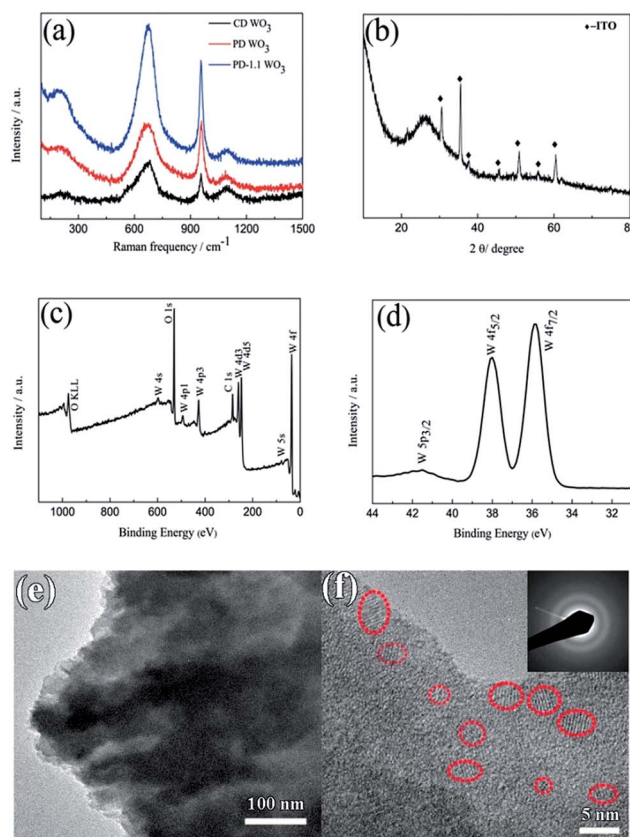 (a)
CD WO3
PD WO3
PD-1.1 WO3
Intensity / a.u.
300 600 900 1200 1500
Raman frequency / cm-1
(b)
♦–ITO
Intensity / a.u.
20 40 60 80
2 θ/ degree
(c)
O KLL
W 4s
O 1s
W 4p1
W 4p3
C 1s
W 4d3
W 4d5
W 5s
W 4f
Intensity / a.u.
1000 800 600 400 200 0
Binding Energy (eV)
(d)
W 5p3/2
W 4f5/2
W 4f7/2
Intensity / a.u.
44 42 40 38 36 34 32
Binding Energy (eV)
(e)
100 nm
(f)
5 nm